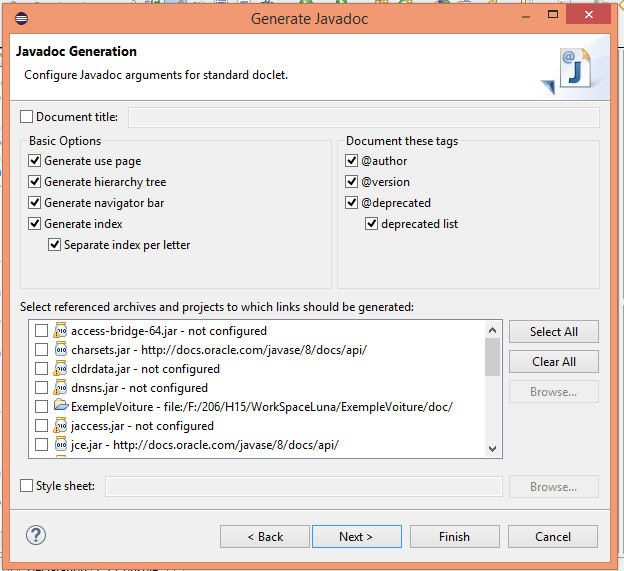 Generate Javadoc
Javadoc Generation
Configure Javadoc arguments for standard doclet.
@
J
Document title:
Basic Options
Generate use page
Generate hierarchy tree
Generate navigator bar
Generate index
Separate index per letter
Document these tags
@author
@version
@deprecated
deprecated list
Select referenced archives and projects to which links should be generated:
access-bridge-64.jar - not configured
charsets.jar - http://docs.oracle.com/javase/8/docs/api/
cldrdata.jar - not configured
dnsns.jar - not configured
ExempleVoiture - file:/F:/206/H15/WorkSpaceLuna/ExempleVoiture/doc/
jaccess.jar - not configured
jce.jar - http://docs.oracle.com/javase/8/docs/api/
Select All
Clear All
Browse...
Style sheet:
Browse...
?
< Back
Next >
Finish
Cancel